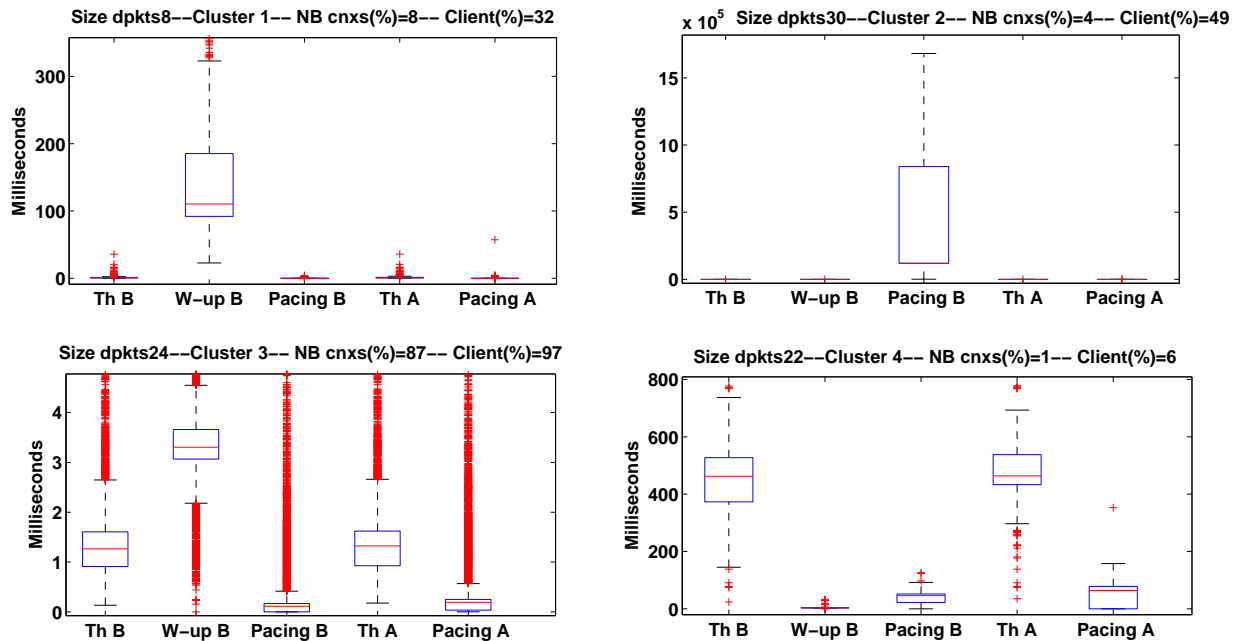 Size dpkts8--Cluster 1-- NB cnxs(%)=8-- Client(%)=32
Milliseconds
300
200
100
0
Th B W-up B Pacing B Th A Pacing A
Size dpkts30--Cluster 2-- NB cnxs(%)=4-- Client(%)=49
x 10^5
Milliseconds
15
10
5
0
Th B W-up B Pacing B Th A Pacing A
Size dpkts24--Cluster 3-- NB cnxs(%)=87-- Client(%)=97
Milliseconds
4
3
2
1
0
Th B W-up B Pacing B Th A Pacing A
Size dpkts22--Cluster 4-- NB cnxs(%)=1-- Client(%)=6
Milliseconds
800
600
400
200
0
Th B W-up B Pacing B Th A Pacing A